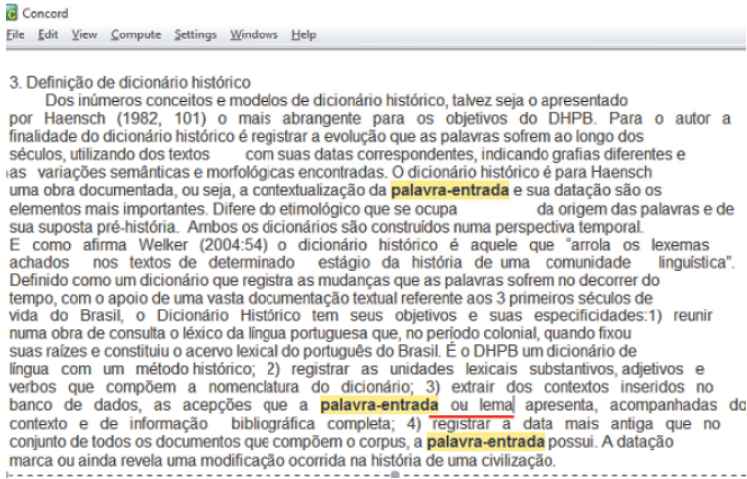 Concord
File Edit View Compute Settings Windows Help
3. Definição de dicionário histórico
Dos inúmeros conceitos e modelos de dicionário histórico, talvez seja o apresentado
por Haensch (1982, 101) o mais abrangente para os objetivos do DHPB. Para o autor a
finalidade do dicionário histórico é registrar a evolução que as palavras sofrem ao longo dos
séculos, utilizando dos textos com suas datas correspondentes, indicando grafias diferentes e
as variações semânticas e morfológicas encontradas. O dicionário histórico é para Haensch
uma obra documentada, ou seja, a contextualização da palavra-entrada e sua datação são os
elementos mais importantes. Difere do etimológico que se ocupa da origem das palavras e de
sua suposta pré-história. Ambos os dicionários são construídos numa perspectiva temporal.
E como afirma Welker (2004:54) o dicionário histórico é aquele que “arrola os lexemas
achados nos textos de determinado estágio da história de uma comunidade linguística”.
Definido como um dicionário que registra as mudanças que as palavras sofrem no decorrer do
tempo, com o apoio de uma vasta documentação textual referente aos 3 primeiros séculos de
vida do Brasil, o Dicionário Histórico tem seus objetivos e suas especificidades:1) reunir
numa obra de consulta o léxico da língua portuguesa que, no período colonial, quando fixou
suas raízes e constituiu o acervo lexical do português do Brasil. É o DHPB um dicionário de
língua com um método histórico; 2) registrar as unidades lexicais substantivos, adjetivos e
verbos que compõem a nomenclatura do dicionário; 3) extrair dos contextos inseridos no
banco de dados, as acepções que a palavra-entrada ou lema apresenta, acompanhadas do
contexto e de informação bibliográfica completa; 4) registrar a data mais antiga que no
conjunto de todos os documentos que compõem o corpus, a palavra-entrada possui. A datação
marca ou ainda revela uma modificação ocorrida na história de uma civilização.